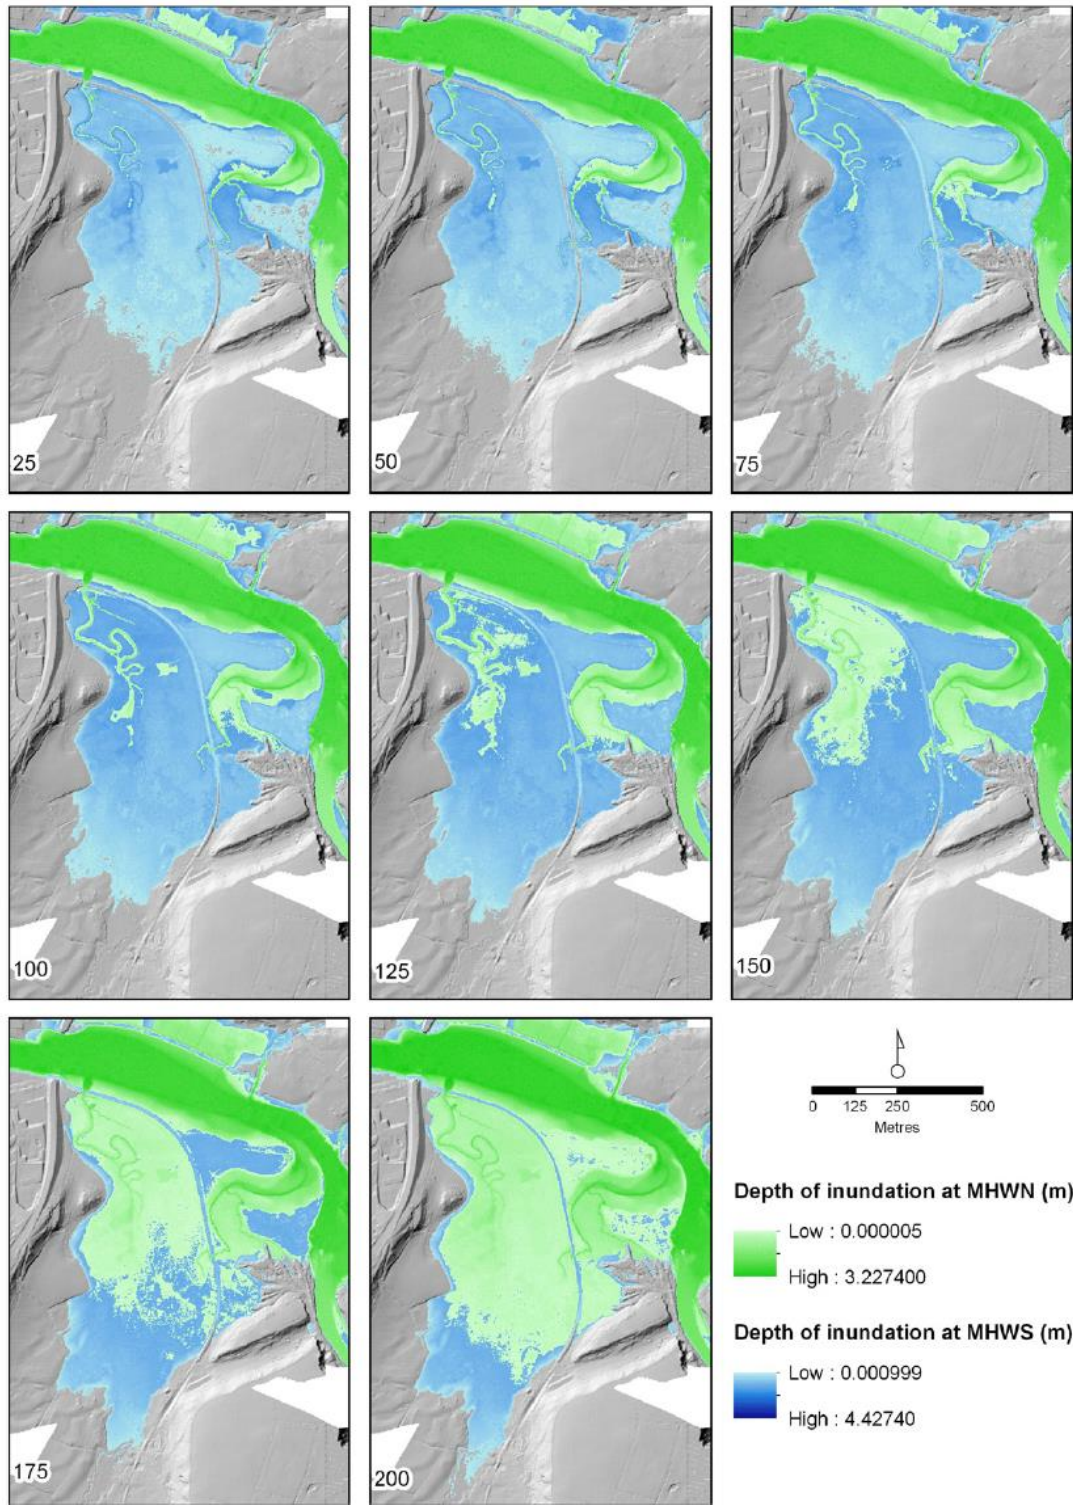 25
50
75
100
125
150
175
200
0 125 250 500
Metres
Depth of inundation at MHWN (m)
Low : 0.000005
High : 3.227400
Depth of inundation at MHWS (m)
Low : 0.000999
High : 4.42740